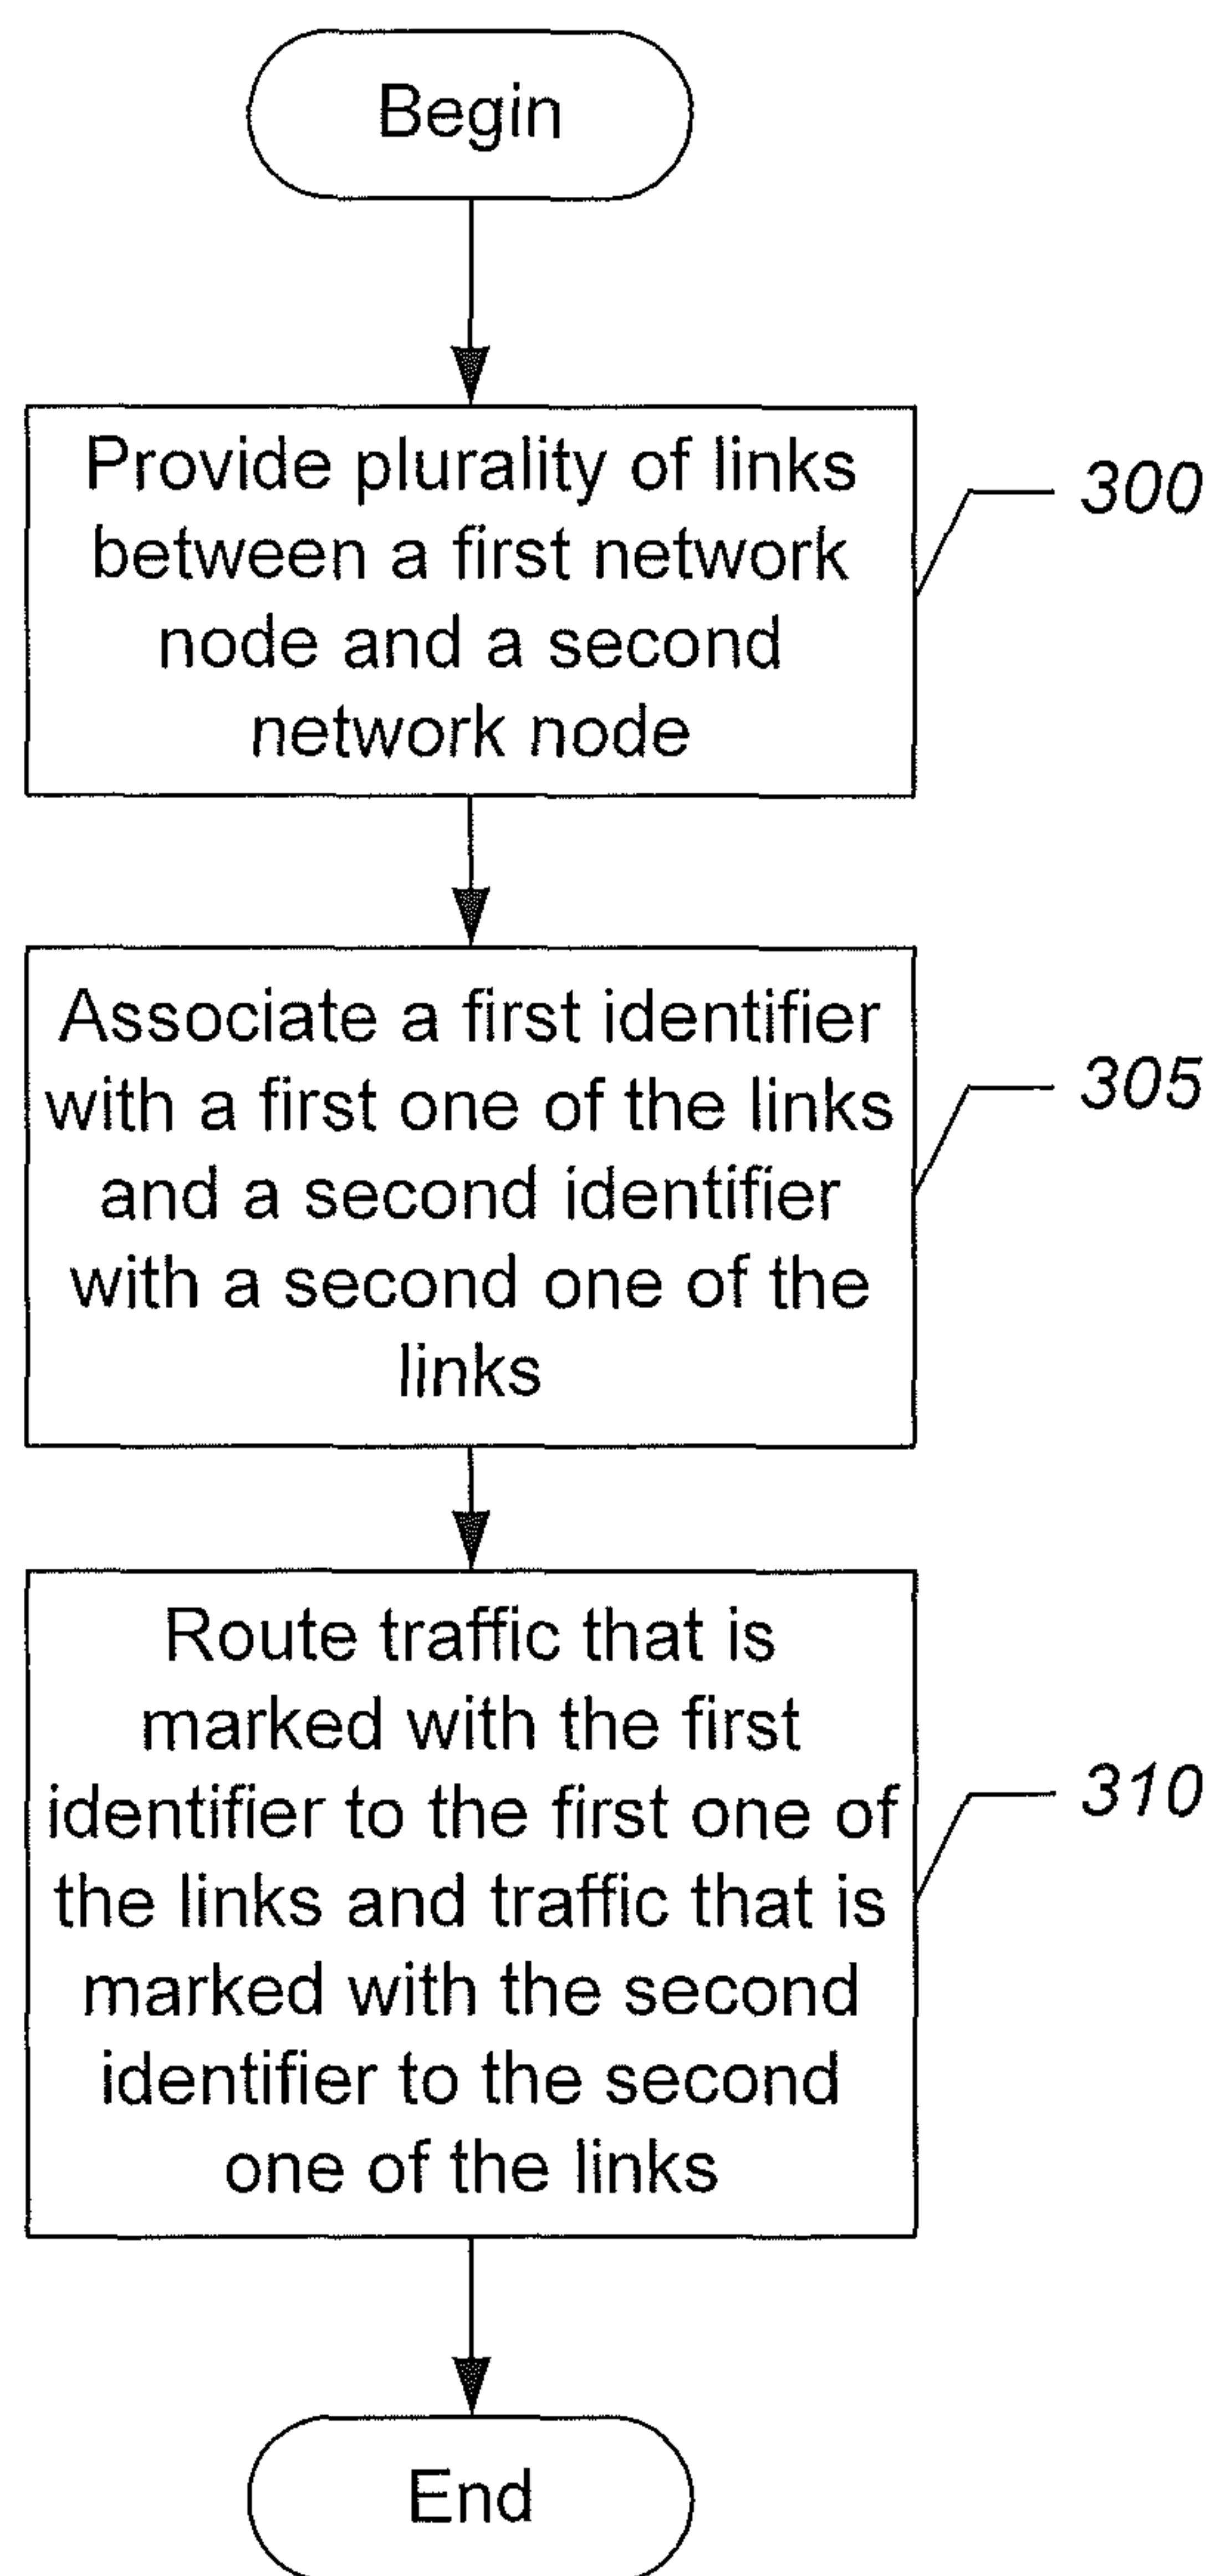 Begin
Provide plurality of links
between a first network
node and a second
network node
300
Associate a first identifier
with a first one of the links
and a second identifier
with a second one of the
links
305
Route traffic that is
marked with the first
identifier to the first one of
the links and traffic that is
marked with the second
identifier to the second
one of the links
310
End